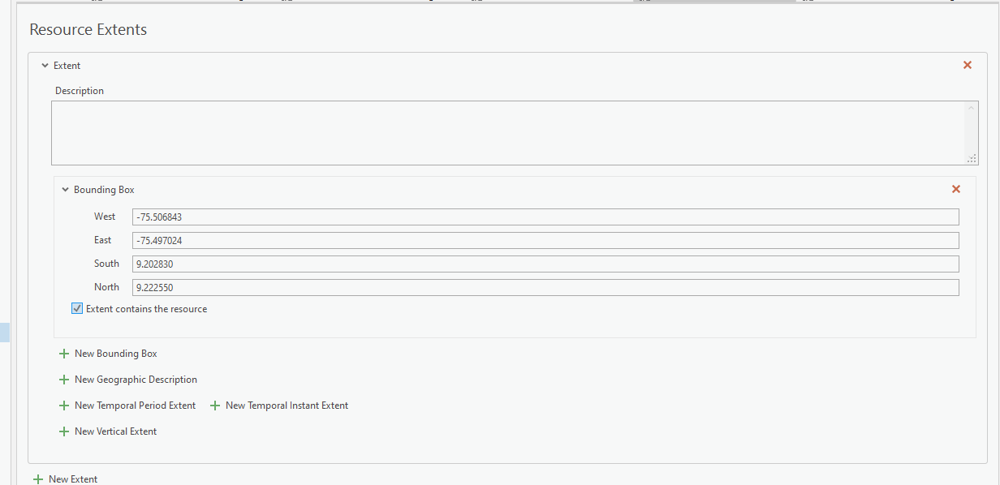 Resource Extents
Extent
Description
Bounding Box
West -75.506843
East -75.497024
South 9.202830
North 9.222550
Extent contains the resource
New Bounding Box
New Geographic Description
New Temporal Period Extent New Temporal Instant Extent
New Vertical Extent
New Extent